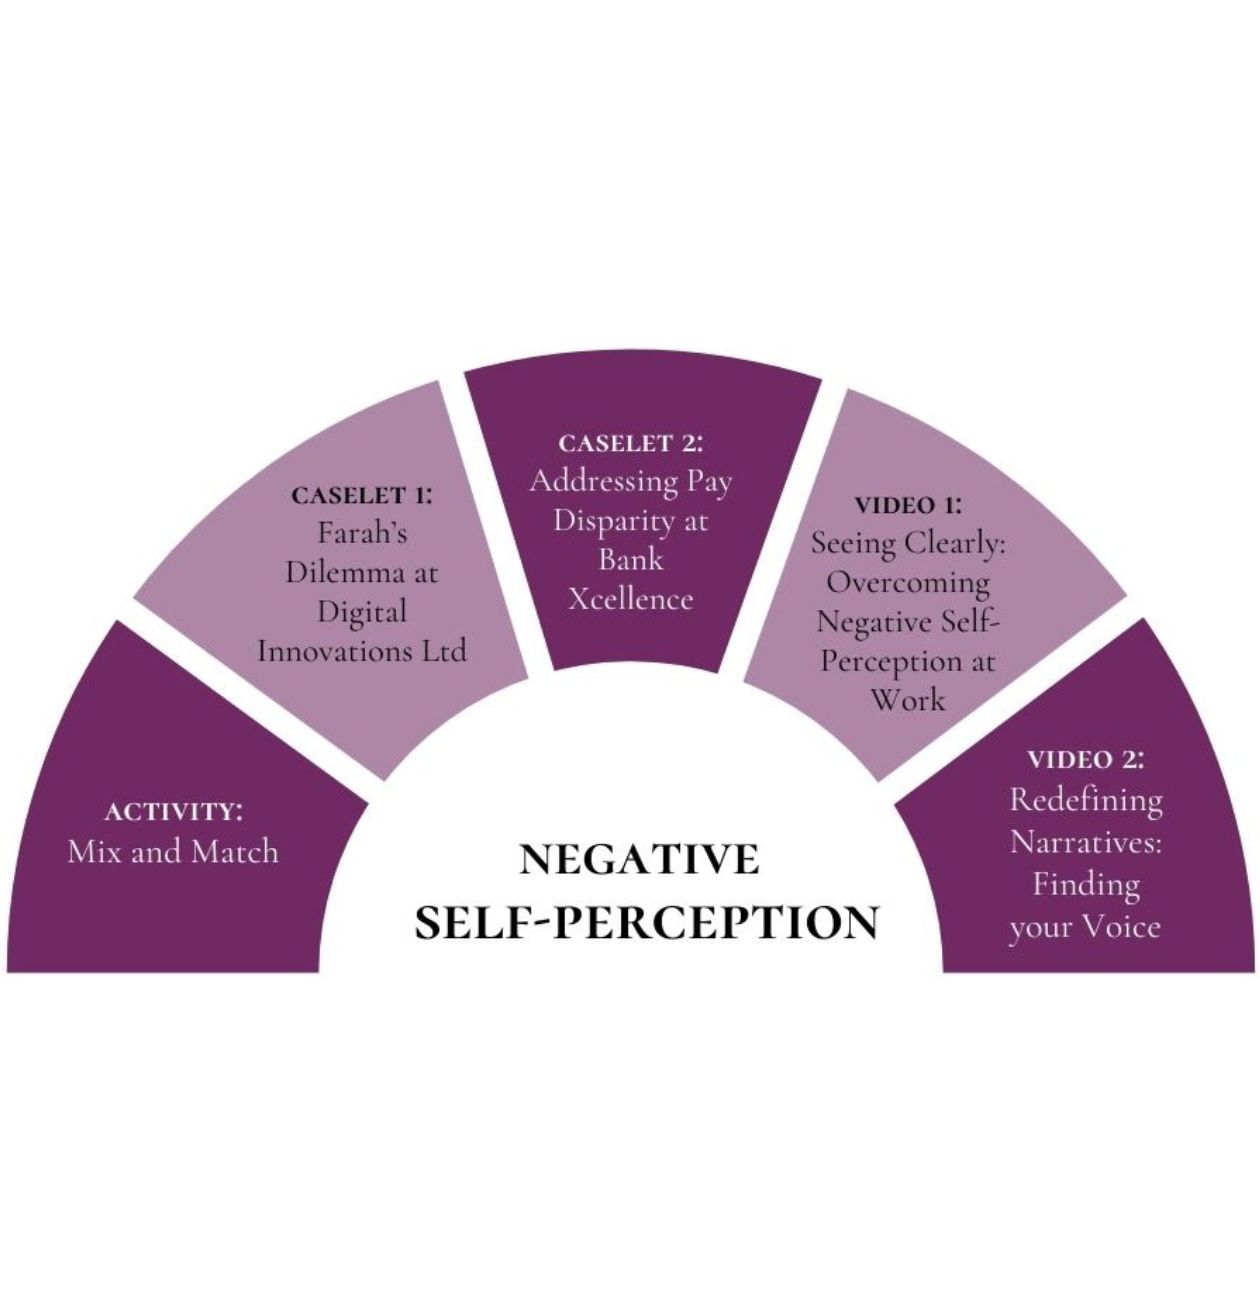 ACTIVITY:
Mix and Match
CASELET 1:
Farah’s
Dilemma at
Digital
Innovations Ltd
CASELET 2:
Addressing Pay
Disparity at
Bank
Xcellence
VIDEO 1:
Seeing Clearly:
Overcoming
Negative Self-
Perception at
Work
VIDEO 2:
Redefining
Narratives:
Finding
your Voice
NEGATIVE
SELF-PERCEPTION